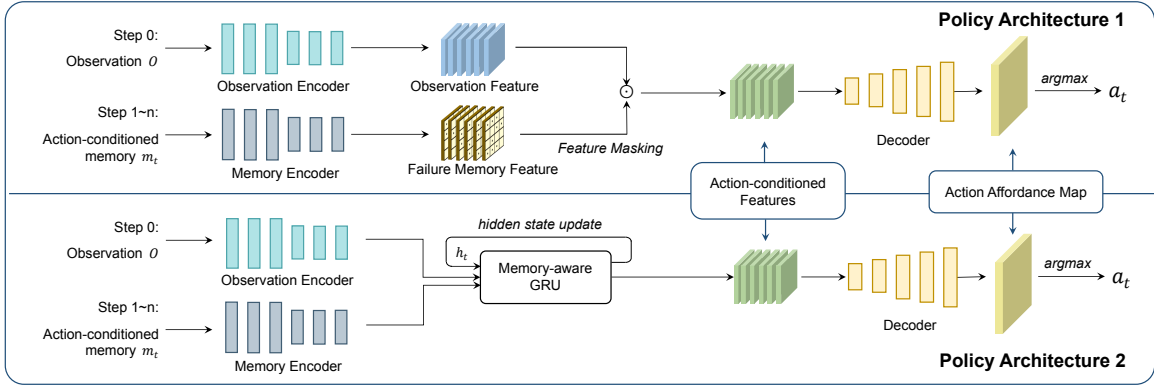 Policy Architecture 1
Step 0:
Observation O
Observation Encoder
Observation Feature
Step 1~n:
Action-conditioned
memory m_t
Memory Encoder
Failure Memory Feature
Feature Masking
Decoder
argmax
a_t
Action-conditioned
Features
Action Affordance Map
Step 0:
Observation O
Observation Encoder
hidden state update
h_t
Memory-aware
GRU
Step 1~n:
Action-conditioned
memory m_t
Memory Encoder
Decoder
argmax
a_t
Policy Architecture 2